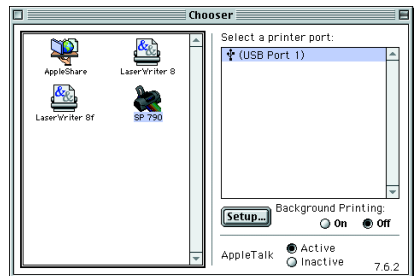 Chooser
AppleShare
LaserWriter 8
LaserWriter 8f
SP 790
Select a printer port:
(USB Port 1)
Setup...
Background Printing:
On Off
AppleTalk
Active
Inactive
7.6.2